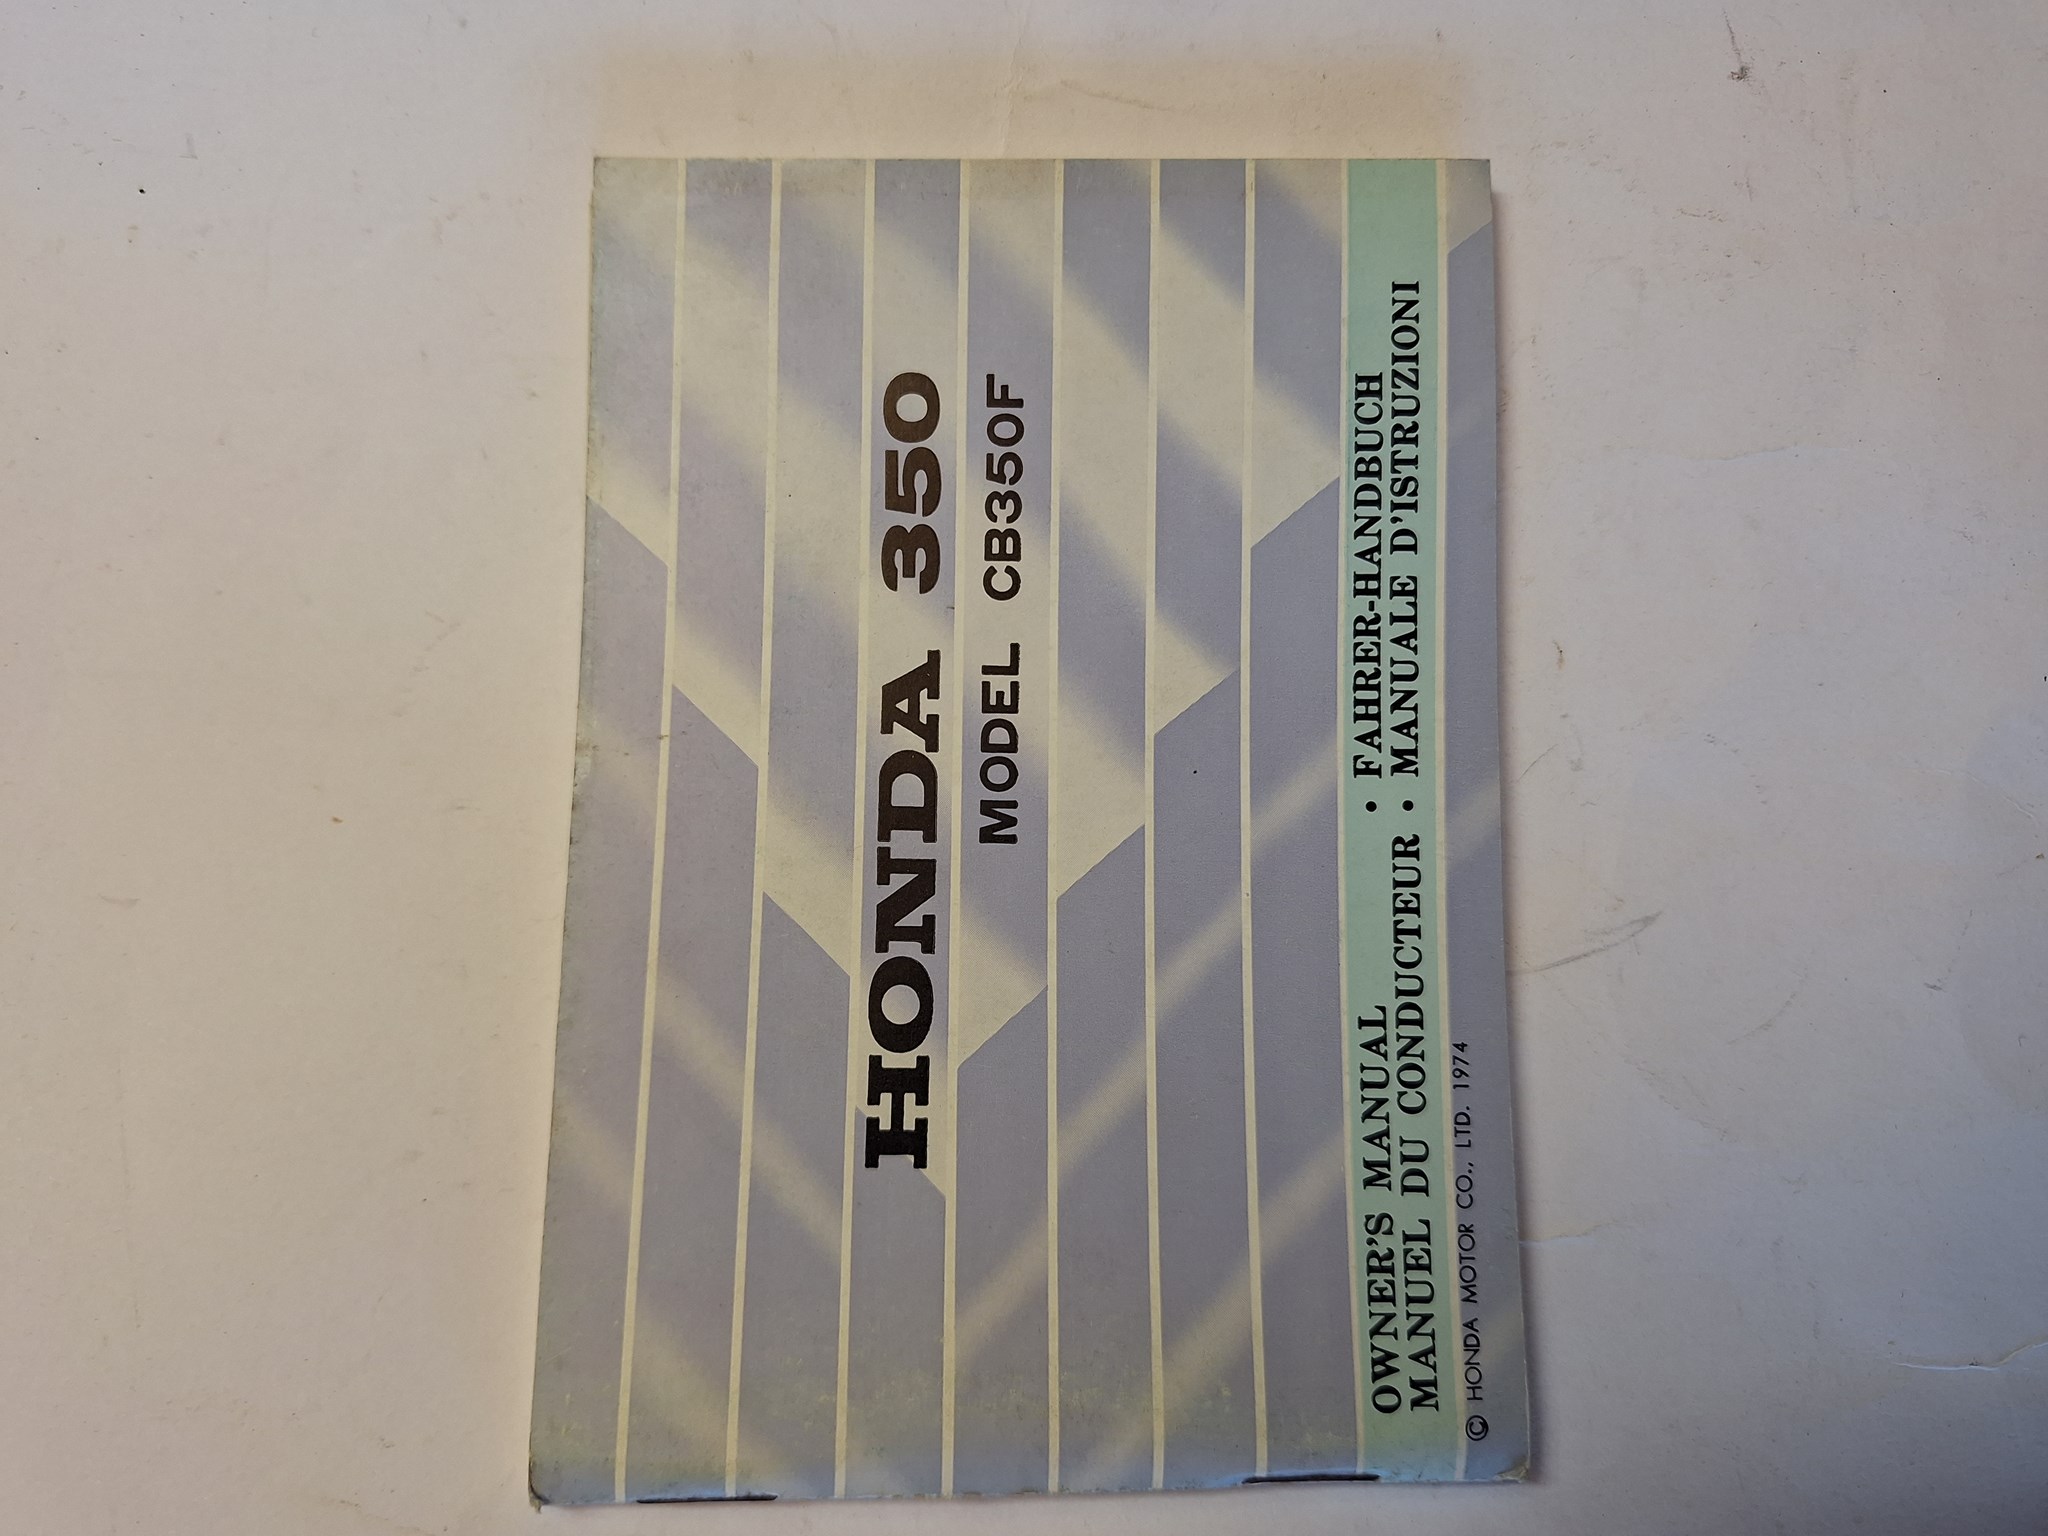 HONDA 350
MODEL CB350F
OWNER'S MANUAL • FAHRER-HANDBUCH
MANUEL DU CONDUCTEUR • MANUALE D'ISTRUZIONI
© HONDA MOTOR CO., LTD. 1974